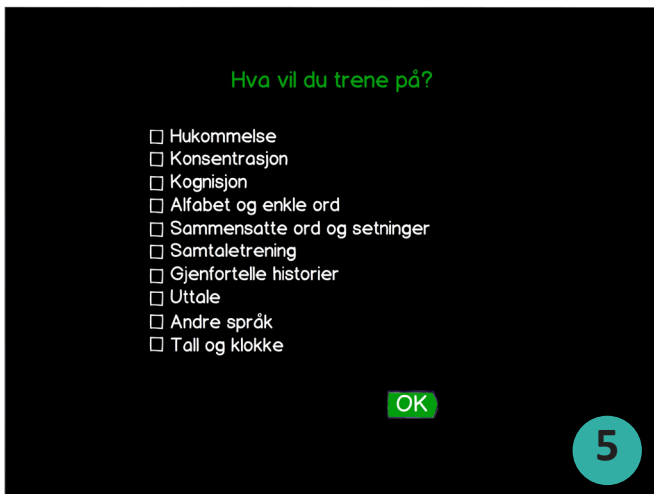 Hva vil du trene på?
Hukommelse
Konsentrasjon
Kognisjon
Alfabet og enkle ord
Sammensatte ord og setninger
Samtaletrening
Gjenfortelle historier
Uttale
Andre språk
Tall og klokke
OK
5